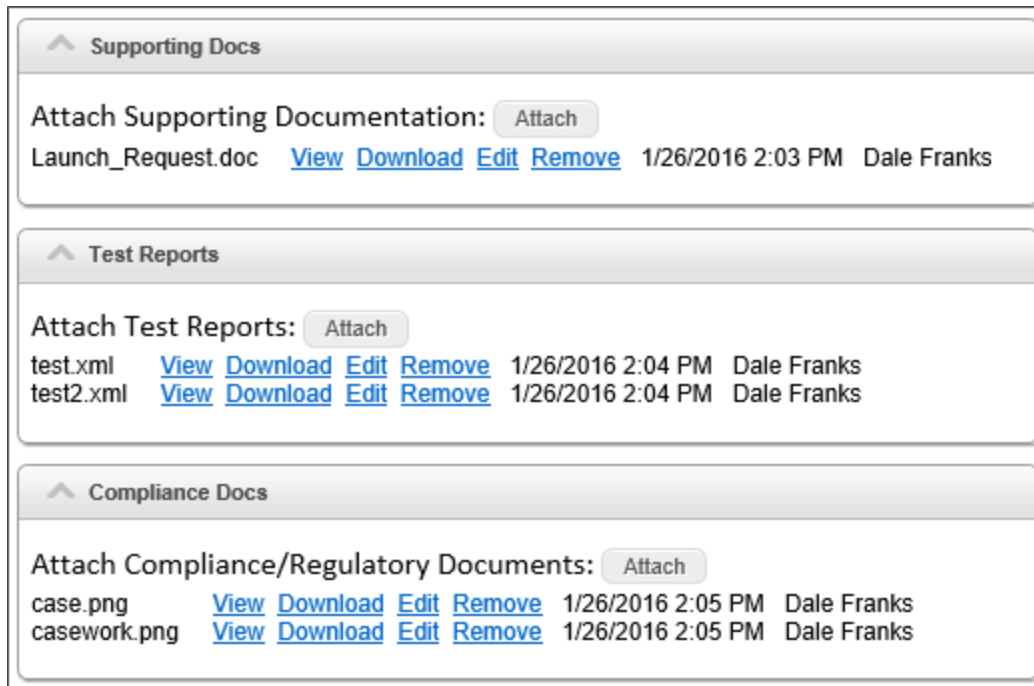 Supporting Docs
Attach Supporting Documentation: Attach
Launch_Request.doc View Download Edit Remove 1/26/2016 2:03 PM Dale Franks
Test Reports
Attach Test Reports: Attach
test.xml View Download Edit Remove 1/26/2016 2:04 PM Dale Franks
test2.xml View Download Edit Remove 1/26/2016 2:04 PM Dale Franks
Compliance Docs
Attach Compliance/Regulatory Documents: Attach
case.png View Download Edit Remove 1/26/2016 2:05 PM Dale Franks
casework.png View Download Edit Remove 1/26/2016 2:05 PM Dale Franks